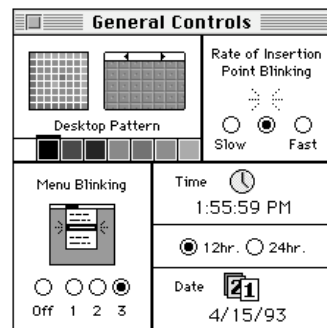 General Controls
Rate of Insertion
Point Blinking
Desktop Pattern
Slow Fast
Menu Blinking
Off 1 2 3
Time
1:55:59 PM
12hr. 24hr.
Date 21
4/15/93